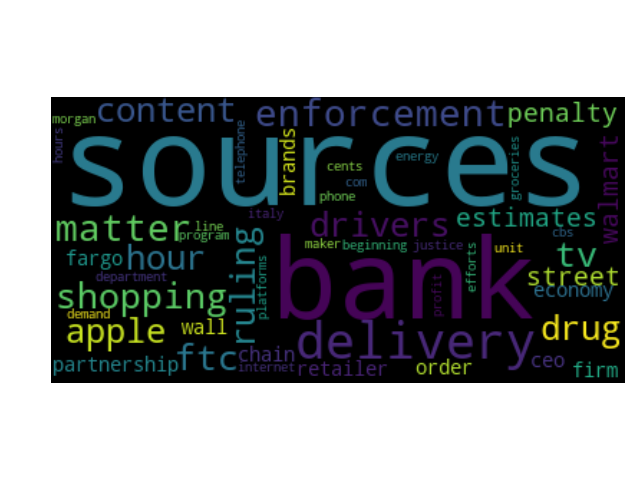 morgan content enforcement penalty
hours sources telephone brands cents com phone energy groceries walmart
matter line program italy drivers estimates cbs
fargo hour ruling platforms maker beginning justice efforts unit tv
department bank profit street
shopping economy
demand apple wall delivery drug
partnership ftc chain internet retailer order ceo firm